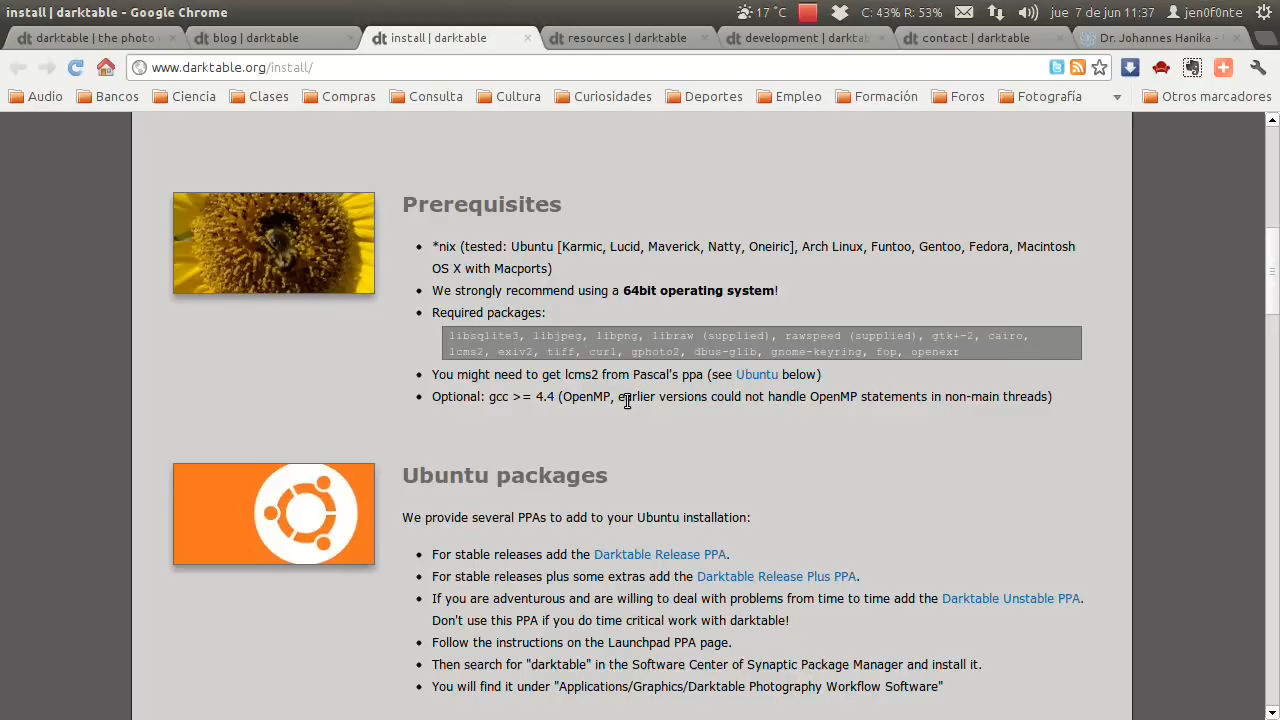 install | darktable - Google Chrome
17 °C
C: 43% R: 53%
jue 7 de jun 11:37
jen0f0nte
darktable | the photo
blog | darktable
install | darktable
resources | darktable
development | darktab
contact | darktable
Dr. Johannes Hanika -
www.darktable.org/install/
Audio
Bancos
Ciencia
Clases
Compras
Consulta
Cultura
Curiosidades
Deportes
Empleo
Formación
Foros
Fotografía
Otros marcadores
Prerequisites
*nix (tested: Ubuntu [Karmic, Lucid, Maverick, Natty, Oneiric], Arch Linux, Funtoo, Gentoo, Fedora, Macintosh
OS X with Macports)
We strongly recommend using a 64bit operating system!
Required packages:
libsqlite3, libjpeg, libpng, libraw (supplied), rawspeed (supplied), gtk+-2, cairo,
lcms2, exiv2, tiff, curl, gphoto2, dbus-glib, gnome-keyring, fop, openexr
You might need to get lcms2 from Pascal's ppa (see Ubuntu below)
Optional: gcc >= 4.4 (OpenMP, earlier versions could not handle OpenMP statements in non-main threads)
Ubuntu packages
We provide several PPAs to add to your Ubuntu installation:
For stable releases add the Darktable Release PPA.
For stable releases plus some extras add the Darktable Release Plus PPA.
If you are adventurous and are willing to deal with problems from time to time add the Darktable Unstable PPA.
Don't use this PPA if you do time critical work with darktable!
Follow the instructions on the Launchpad PPA page.
Then search for "darktable" in the Software Center of Synaptic Package Manager and install it.
You will find it under "Applications/Graphics/Darktable Photography Workflow Software"